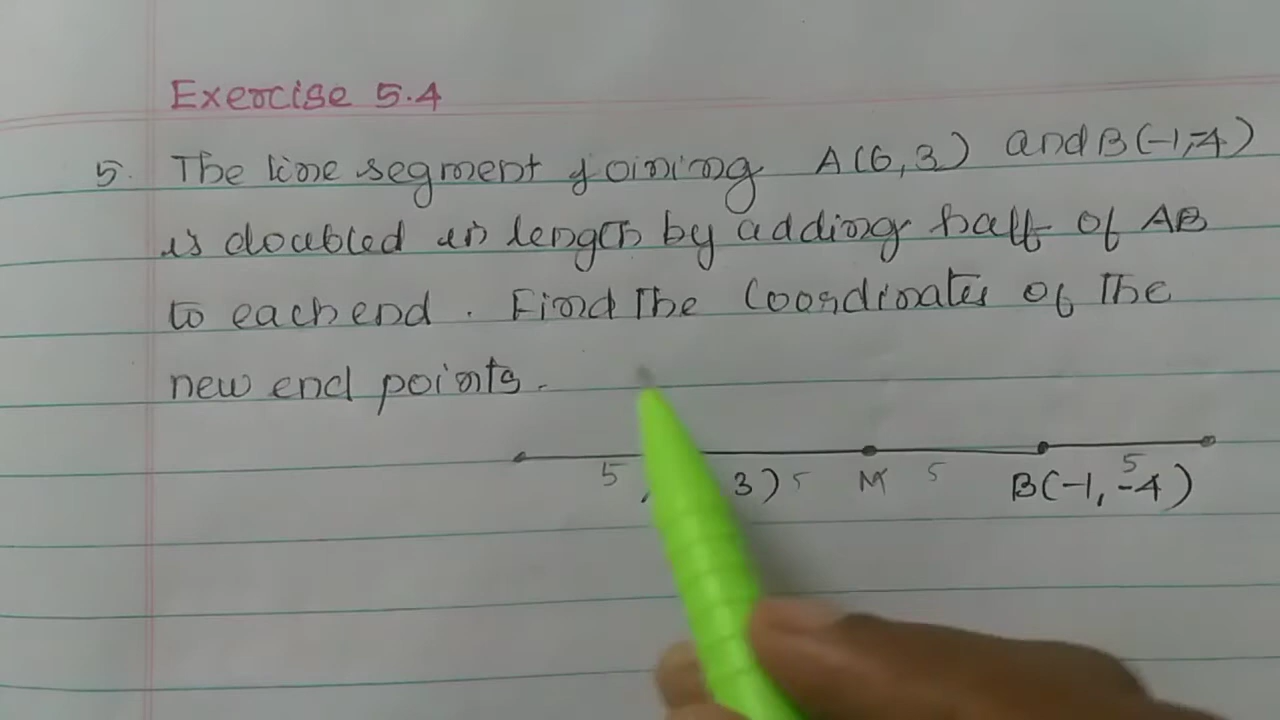 Exercise 5.4
5. The line segment joining A(6,3) and B(-1,-4)
is doubled in length by adding half of AB
to each end. Find the coordinates of the
new end points.
5 3) 5 M 5 B(-1, -4) 5